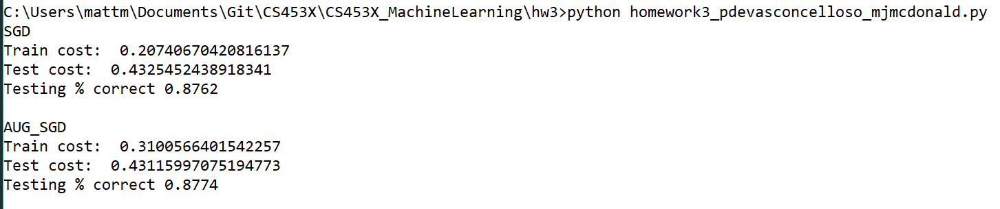 C:\Users\mattm\Documents\Git\CS453X\CS453X_MachineLearning\hw3>python homework3_pdevasconcelloso_mjmcdonald.py
SGD
Train cost:  0.20740670420816137
Test cost:  0.4325452438918341
Testing % correct 0.8762
AUG_SGD
Train cost:  0.3100566401542257
Test cost:  0.43115997075194773
Testing % correct 0.8774